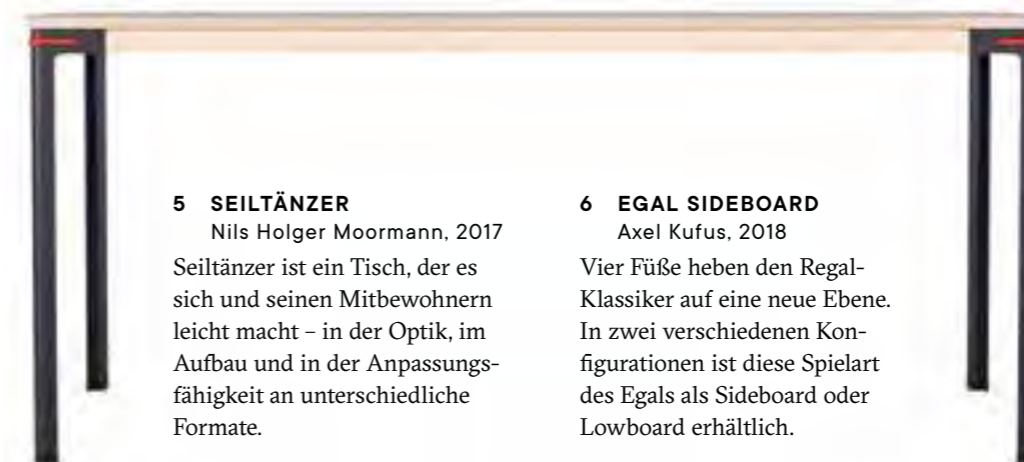 5 SEILTÄNZER
Nils Holger Moormann, 2017
Seiltänzer ist ein Tisch, der es
sich und seinen Mitbewohnern
leicht macht – in der Optik, im
Aufbau und in der Anpassungs-
fähigkeit an unterschiedliche
Formate.
6 EGAL SIDEBOARD
Axel Kufus, 2018
Vier Füße heben den Regal-
Klassiker auf eine neue Ebene.
In zwei verschiedenen Kon-
figurationen ist diese Spielart
des Egals als Sideboard oder
Lowboard erhältlich.